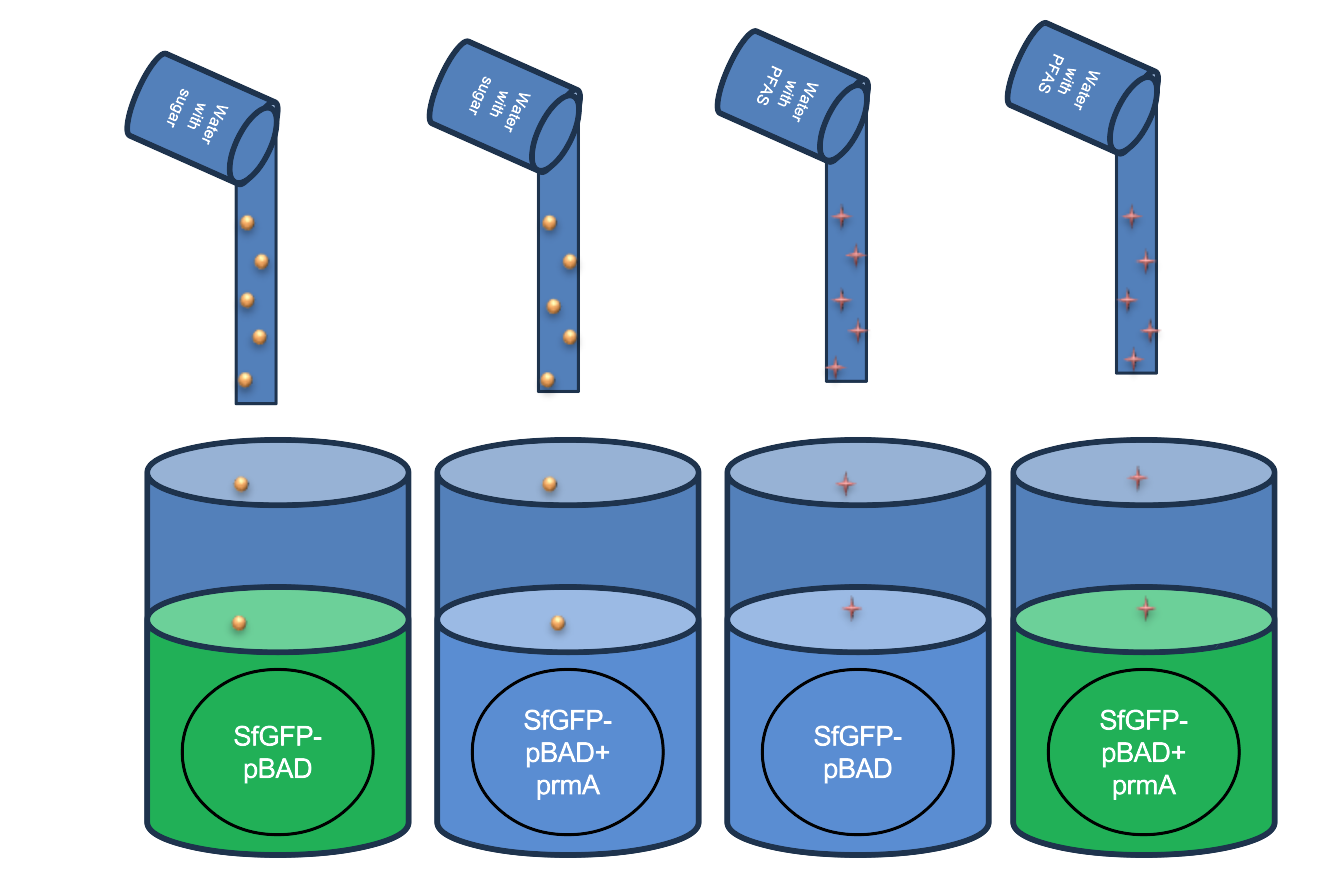 Water
with
sugar
Water
with
sugar
Water
with
PFAS
Water
with
PFAS
SfGFP-
pBAD
SfGFP-
pBAD+
prmA
SfGFP-
pBAD
SfGFP-
pBAD+
prmA